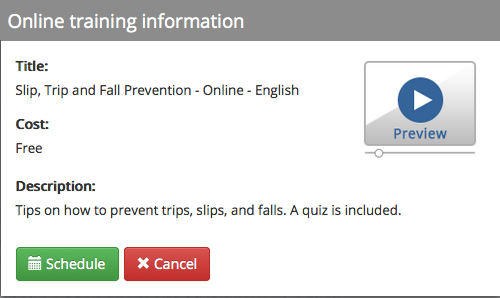 Online training information
Title:
Slip, Trip and Fall Prevention - Online - English
Preview
Cost:
Free
Description:
Tips on how to prevent trips, slips, and falls. A quiz is included.
Schedule
Cancel